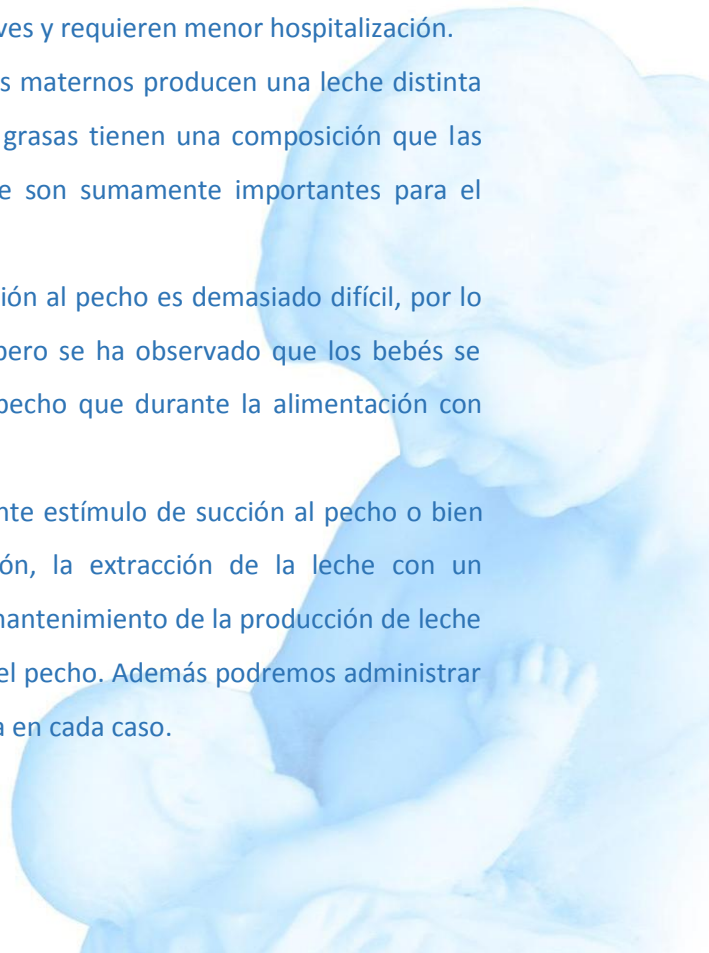 ves y requieren menor hospitalización.
s maternos producen una leche distinta
grasas tienen una composición que las
e son sumamente importantes para el
ión al pecho es demasiado difícil, por lo
pero se ha observado que los bebés se
pecho que durante la alimentación con
nte estímulo de succión al pecho o bien
ón, la extracción de la leche con un
mantenimiento de la producción de leche
el pecho. Además podremos administrar
a en cada caso.